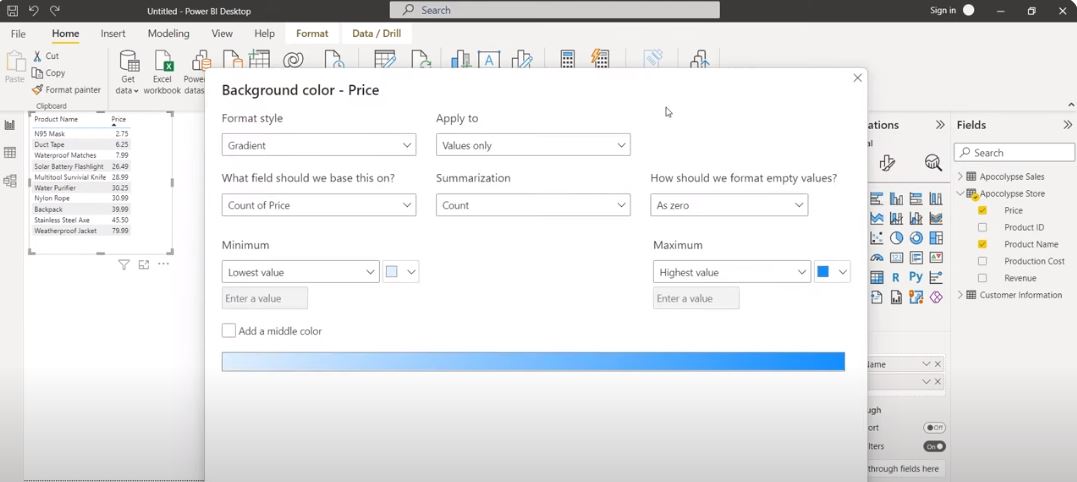 Untitled - Power BI Desktop
Search
Sign in
File
Home
Insert
Modeling
View
Help
Format
Data / Drill
Paste
Cut
Copy
Format painter
Clipboard
Get data
Excel workbook
Power
datas
Product Name Price
N95 Mask 2.75
Duct Tape 6.25
Waterproof Matches 7.99
Solar Battery Flashlight 26.49
Multitool Survivial Knife 28.99
Water Purifier 30.25
Nylon Rope 30.99
Backpack 39.99
Stainless Steel Axe 45.50
Weatherproof Jacket 79.99
Background color - Price
Format style
Apply to
Gradient
Values only
What field should we base this on?
Summarization
How should we format empty values?
Count of Price
Count
As zero
Minimum
Maximum
Lowest value
Highest value
Enter a value
Enter a value
Add a middle color
ations
al
R Py
lame
ugh
ort
Off
lters
On
through fields here
Fields
Search
Apocolypse Sales
Apocolypse Store
Price
Product ID
Product Name
Production Cost
Revenue
Customer Information